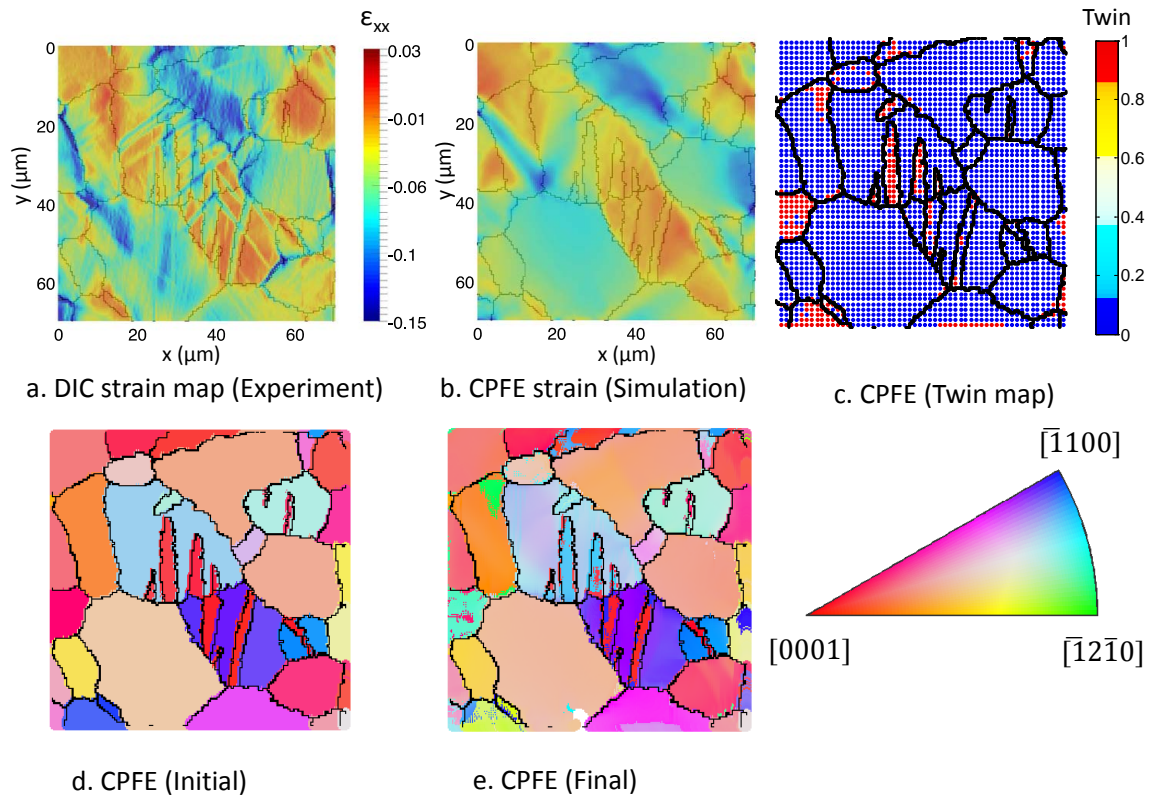 ε_xx
Twin
0
20
40
60
y (µm)
0 20 40 60
x (µm)
0.03
-0.01
-0.06
-0.11
-0.15
0
20
40
60
y (µm)
0 20 40 60
x (µm)
1
0.8
0.6
0.4
0.2
0
a. DIC strain map (Experiment)
b. CPFE strain (Simulation)
c. CPFE (Twin map)
[1̅100]
[0001]
[1̅21̅0]
d. CPFE (Initial)
e. CPFE (Final)